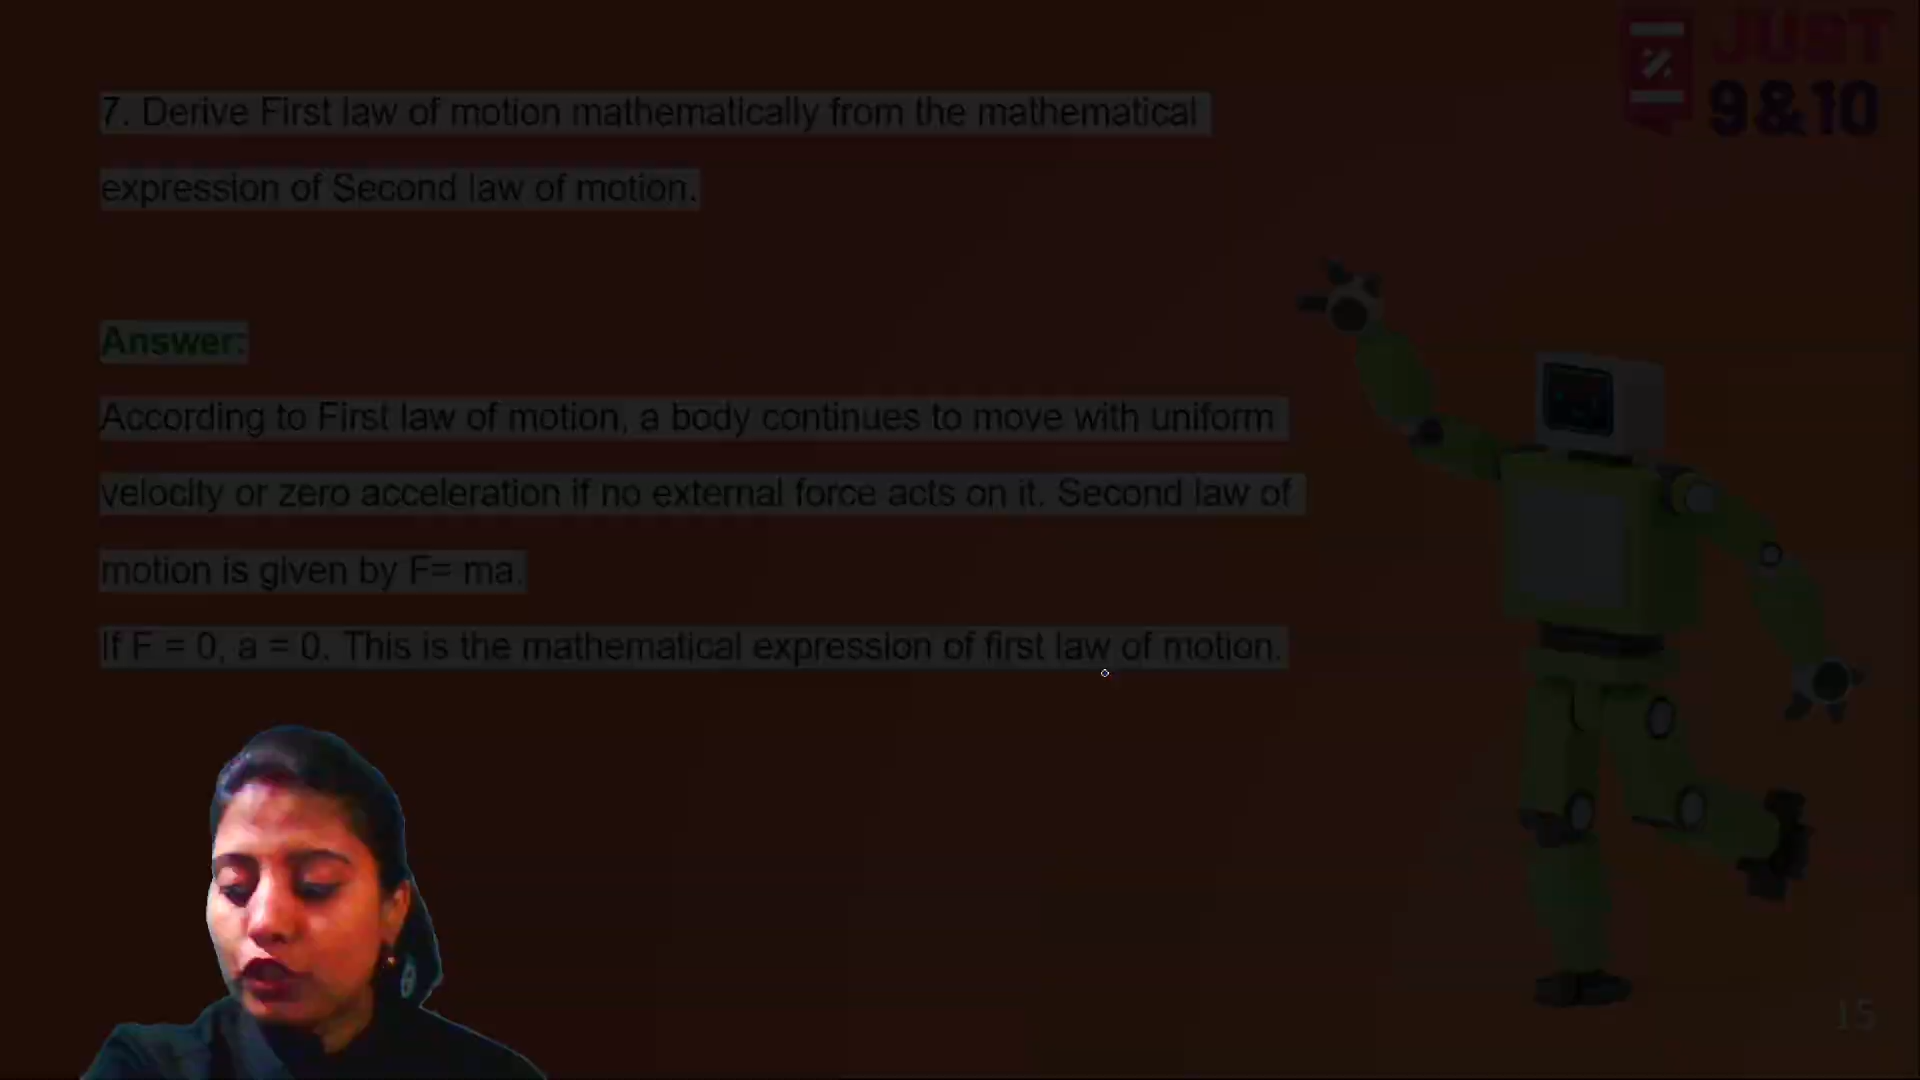 JUST
9&10
7. Derive First law of motion mathematically from the mathematical
expression of Second law of motion.
Answer:
According to First law of motion, a body continues to move with uniform
velocity or zero acceleration if no external force acts on it. Second law of
motion is given by F= ma.
If F = 0, a = 0. This is the mathematical expression of first law of motion.
15